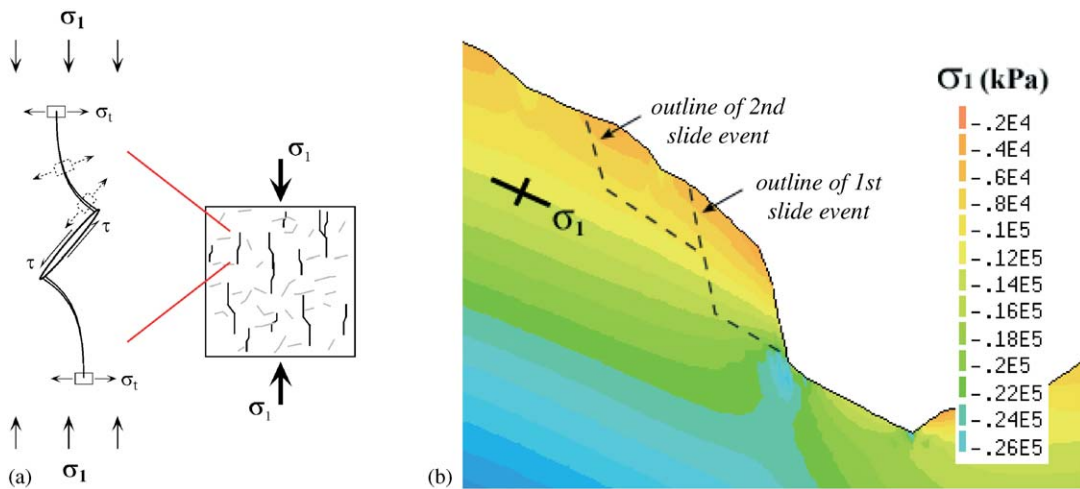 σ1
σt
τ
τ
σt
σ1
(a)
σ1
σ1
(b)
outline of 2nd
slide event
outline of 1st
slide event
σ1
σ1 (kPa)
-.2E4
-.4E4
-.6E4
-.8E4
-.1E5
-.12E5
-.14E5
-.16E5
-.18E5
-.2E5
-.22E5
-.24E5
-.26E5